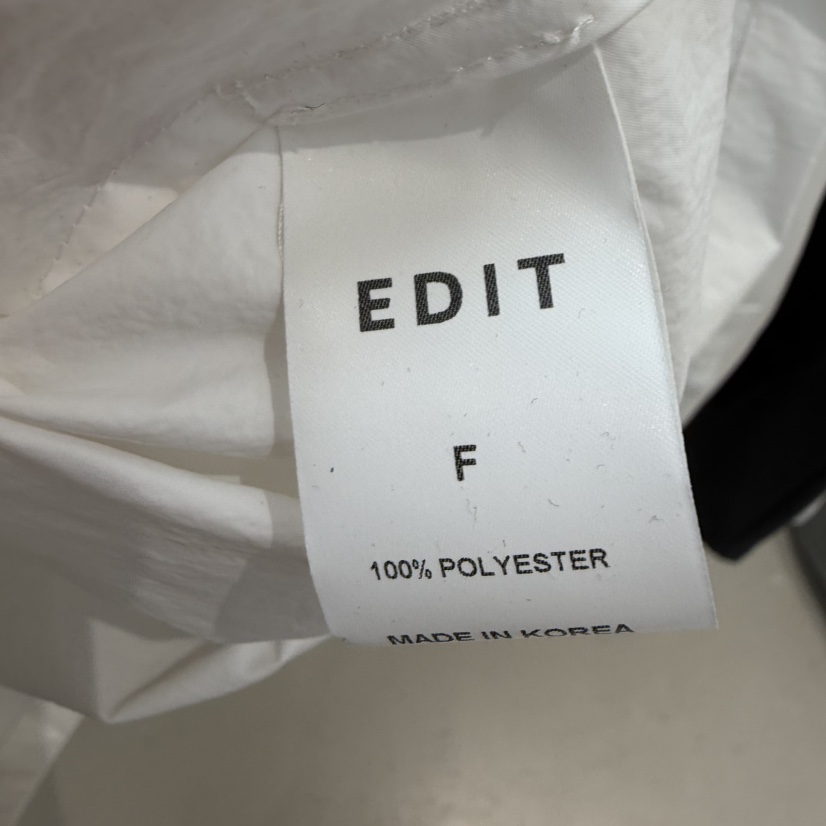 EDIT
F
100% POLYESTER
MADE IN KOREA